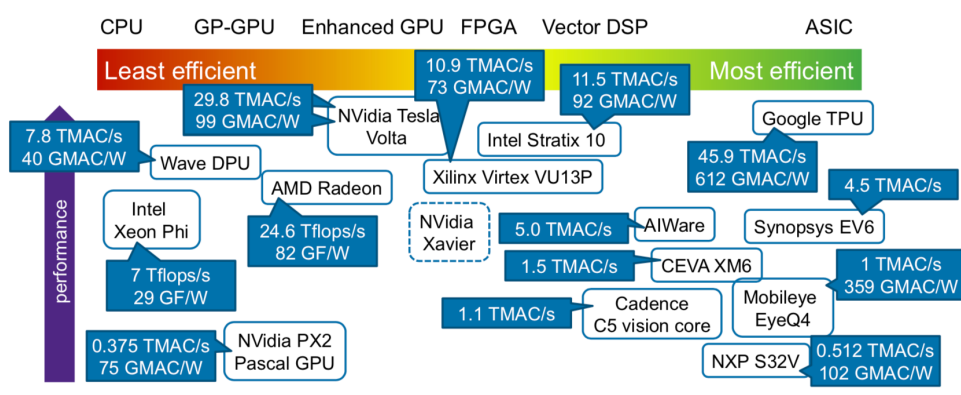 CPU GP-GPU Enhanced GPU FPGA Vector DSP ASIC
Least efficient
Most efficient
10.9 TMAC/s
73 GMAC/W
11.5 TMAC/s
92 GMAC/W
29.8 TMAC/s
99 GMAC/W
NVidia Tesla
Volta
Intel Stratix 10
Google TPU
7.8 TMAC/s
40 GMAC/W
Wave DPU
45.9 TMAC/s
612 GMAC/W
AMD Radeon
Xilinx Virtex VU13P
4.5 TMAC/s
Intel
Xeon Phi
24.6 Tflops/s
82 GF/W
NVidia
Xavier
5.0 TMAC/s
AIWare
Synopsys EV6
performance
7 Tflops/s
29 GF/W
1.5 TMAC/s
CEVA XM6
1 TMAC/s
359 GMAC/W
1.1 TMAC/s
Cadence
C5 vision core
Mobileye
EyeQ4
0.375 TMAC/s
75 GMAC/W
NVidia PX2
Pascal GPU
NXP S32V
0.512 TMAC/s
102 GMAC/W